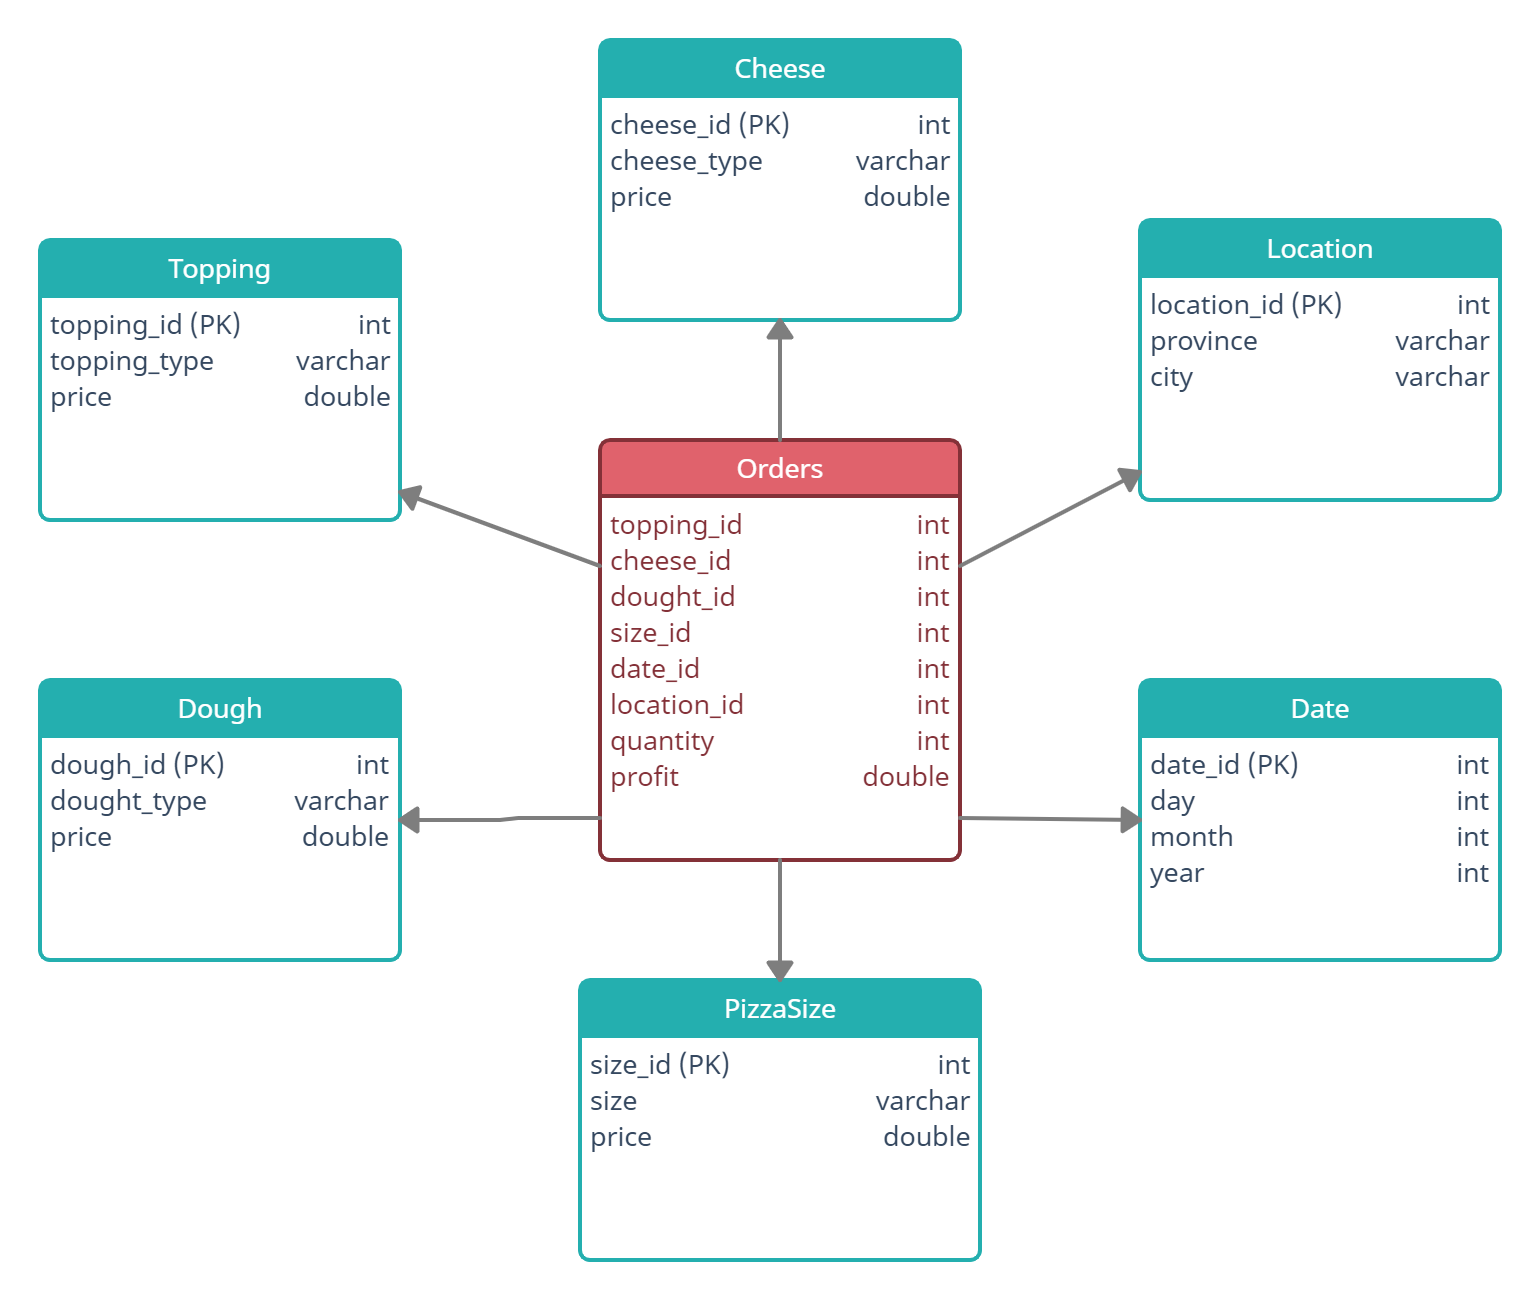 Cheese
cheese_id (PK) int
cheese_type varchar
price double
Topping
topping_id (PK) int
topping_type varchar
price double
Location
location_id (PK) int
province varchar
city varchar
Orders
topping_id int
cheese_id int
dought_id int
size_id int
date_id int
location_id int
quantity int
profit double
Dough
dough_id (PK) int
dought_type varchar
price double
Date
date_id (PK) int
day int
month int
year int
PizzaSize
size_id (PK) int
size varchar
price double